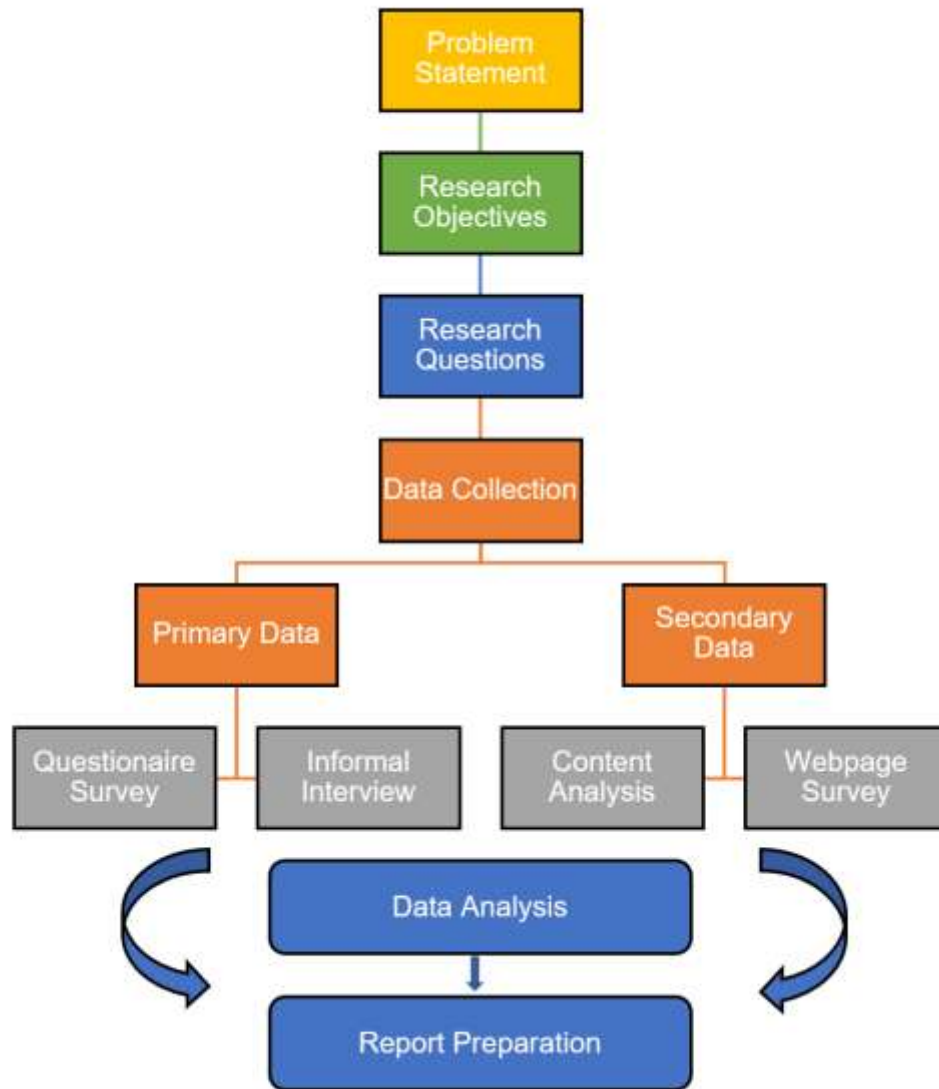 Problem
Statement
Research
Objectives
Research
Questions
Data Collection
Primary Data
Secondary
Data
Questionaire
Survey
Informal
Interview
Content
Analysis
Webpage
Survey
Data Analysis
Report Preparation